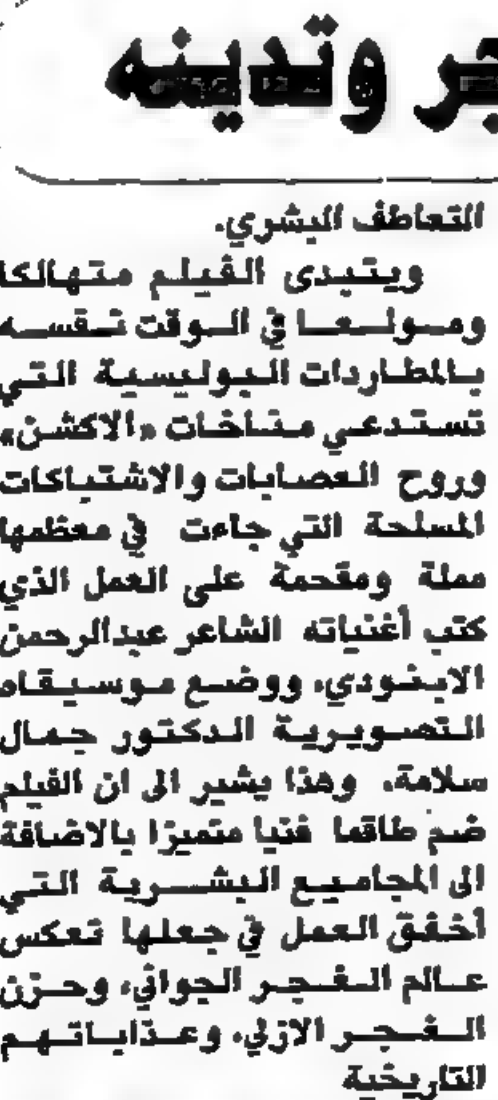 جر وتدينه
التعاطف البشري.
ويتبدى الفيلم متهالكا
ومولعا في الوقت نفسه
بالمطاردات البوليسية التي
تستدعي مناخات «الاكشن»
وروح العصابات والاشتباكات
المسلحة التي جاءت في معظمها
مملة ومقحمة على العمل الذي
كتب أغنياته الشاعر عبدالرحمن
الابنودي، ووضع موسيقاه
التصويرية الدكتور جمال
سلامة. وهذا يشير الى ان الفيلم
ضم طاقما فنيا متميزا بالاضافة
الى المجاميع البشرية التي
أخفق العمل في جعلها تعكس
عالم الغجر الجواني، وحزن
الغجر الازلي، وعذاباتهم
التاريخية